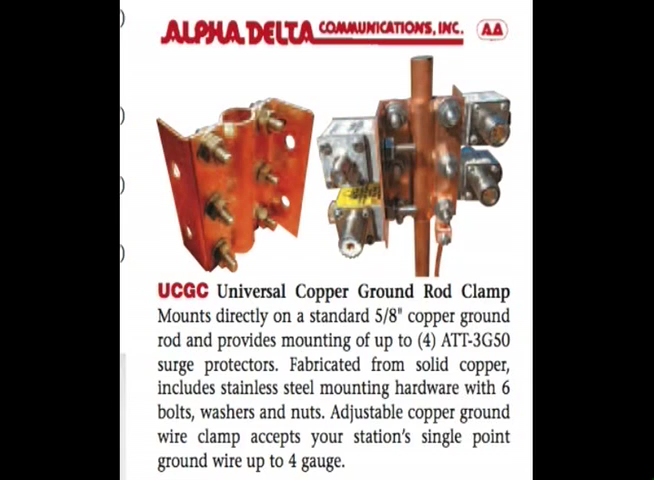 ALPHA DELTA COMMUNICATIONS, INC. AA
UCGC Universal Copper Ground Rod Clamp
Mounts directly on a standard 5/8" copper ground
rod and provides mounting of up to (4) ATT-3G50
surge protectors. Fabricated from solid copper,
includes stainless steel mounting hardware with 6
bolts, washers and nuts. Adjustable copper ground
wire clamp accepts your station's single point
ground wire up to 4 gauge.